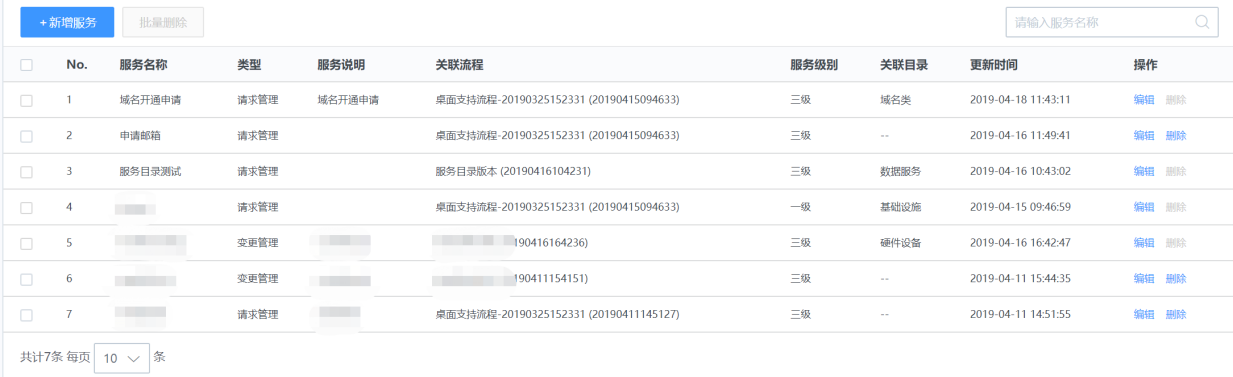 +新增服务 批量删除 请输入服务名称
No. 服务名称 类型 服务说明 关联流程 服务级别 关联目录 更新时间 操作
1 域名开通申请 请求管理 域名开通申请 桌面支持流程-20190325152331 (20190415094633) 三级 域名类 2019-04-18 11:43:11 编辑 删除
2 申请邮箱 请求管理 桌面支持流程-20190325152331 (20190415094633) 三级 -- 2019-04-16 11:49:41 编辑 删除
3 服务目录测试 请求管理 服务目录版本 (20190416104231) 三级 数据服务 2019-04-16 10:43:02 编辑 删除
4 请求管理 桌面支持流程-20190325152331 (20190415094633) 一级 基础设施 2019-04-15 09:46:59 编辑 删除
5 变更管理 190416164236) 三级 硬件设备 2019-04-16 16:42:47 编辑 删除
6 变更管理 190411154151) 三级 -- 2019-04-11 15:44:35 编辑 删除
7 请求管理 桌面支持流程-20190325152331 (20190411145127) 三级 -- 2019-04-11 14:51:55 编辑 删除
共计7条 每页 10 条